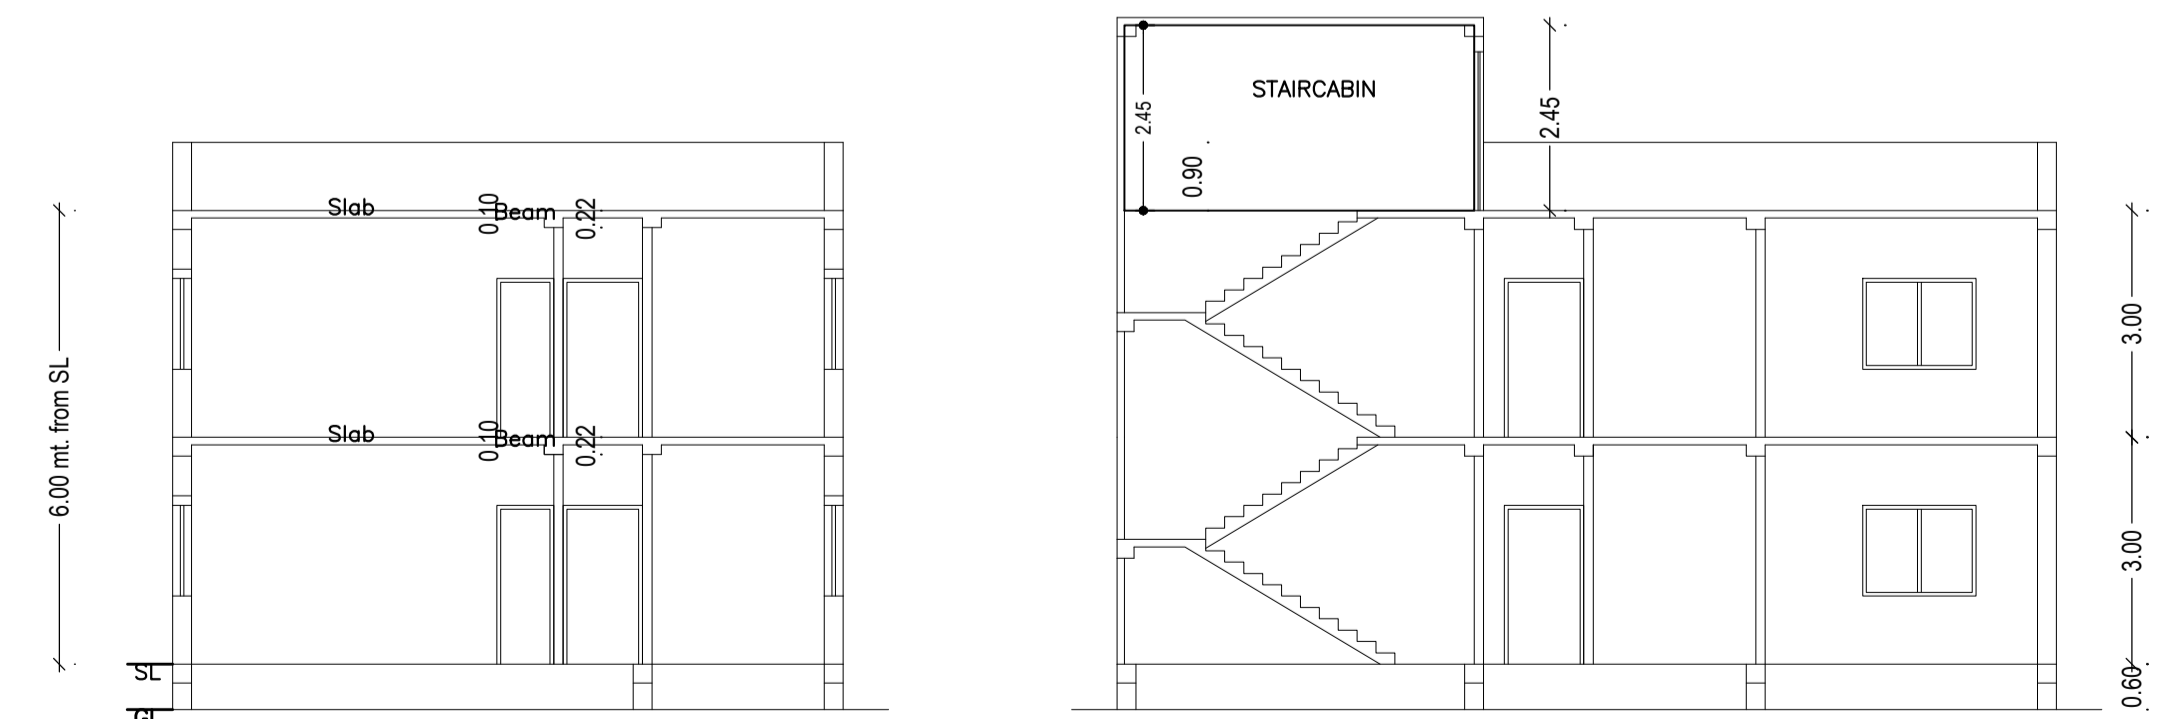 STAIRCABIN
2.45
2.45
0.90
Slab
0.10
Beam
0.22
6.00 mt. from SL
3.00
Slab
0.10
Beam
0.22
3.00
SL
0.60
GL